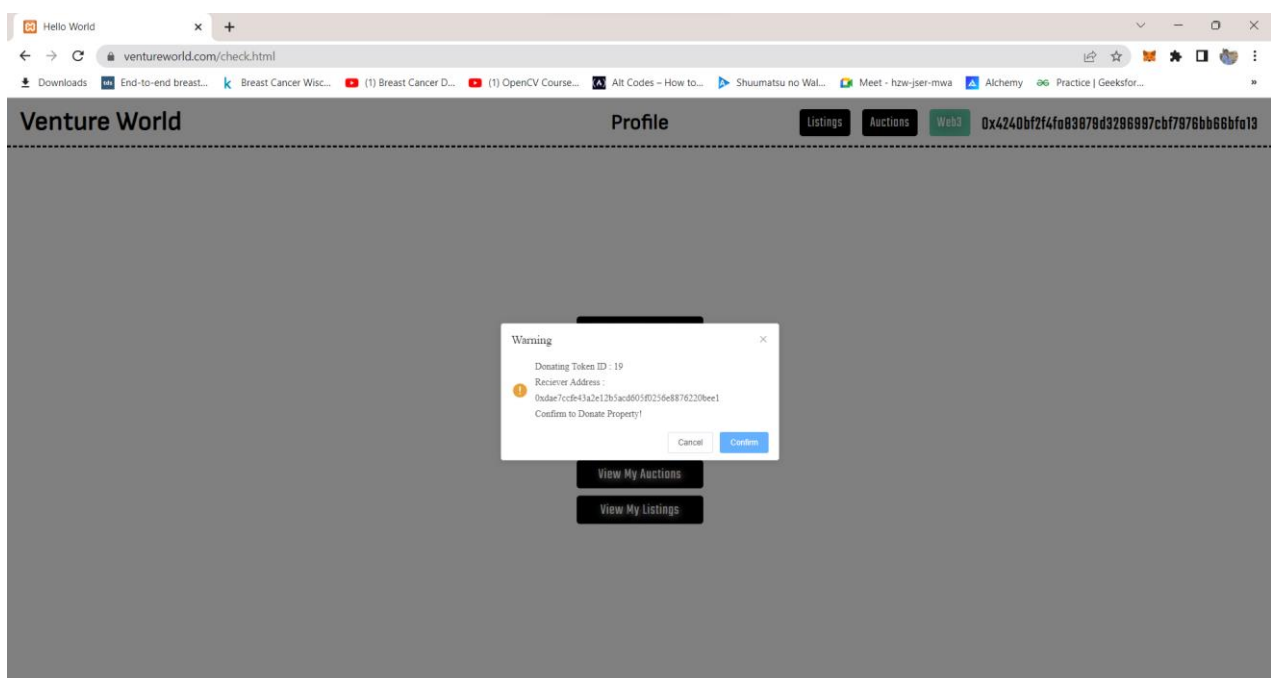 Hello World
ventureworld.com/check.html
Downloads End-to-end breast... Breast Cancer Wisc... (1) Breast Cancer D... (1) OpenCV Course... Alt Codes – How to... Shuumatsu no Wal... Meet - hzw-jser-mwa Alchemy Practice | Geeksfor...
Venture World Profile Listings Auctions Web3 0x4240bf2f4fa83879d3296997cbf7976bb66bfa13
Warning
Donating Token ID : 19
Reciever Address :
0xdae7ccfe43a2e12b5acd605f0256e8876220bee1
Confirm to Donate Property!
Cancel Confirm
View My Auctions
View My Listings